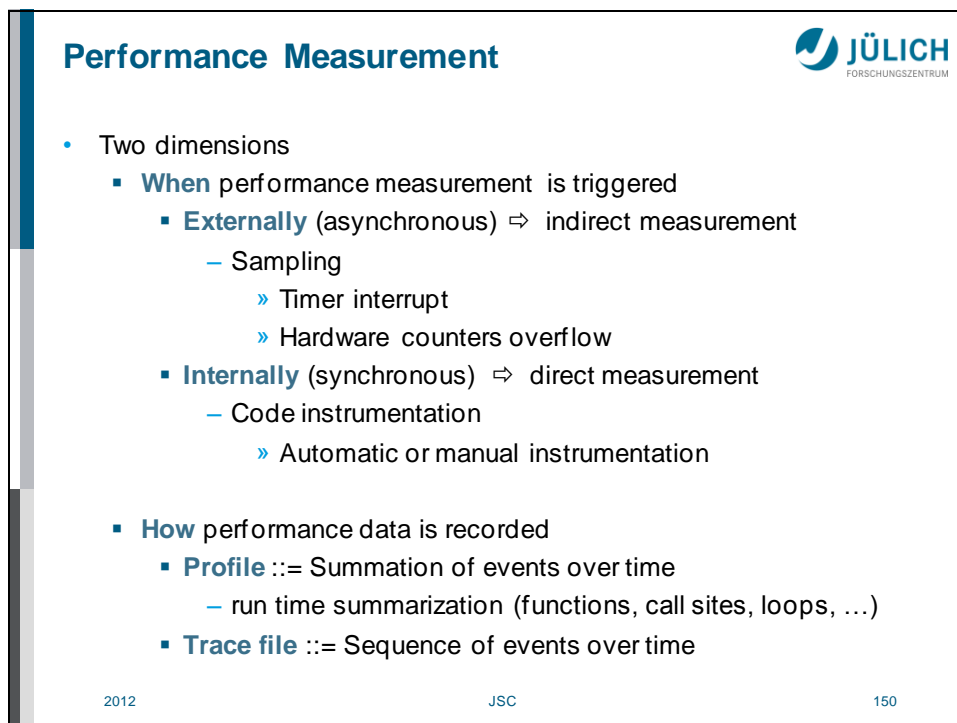 Performance Measurement
JÜLICH
FORSCHUNGSZENTRUM
• Two dimensions
▪ When performance measurement is triggered
▪ Externally (asynchronous) ⇨ indirect measurement
– Sampling
» Timer interrupt
» Hardware counters overflow
▪ Internally (synchronous) ⇨ direct measurement
– Code instrumentation
» Automatic or manual instrumentation
▪ How performance data is recorded
▪ Profile ::= Summation of events over time
– run time summarization (functions, call sites, loops, …)
▪ Trace file ::= Sequence of events over time
2012 JSC 150